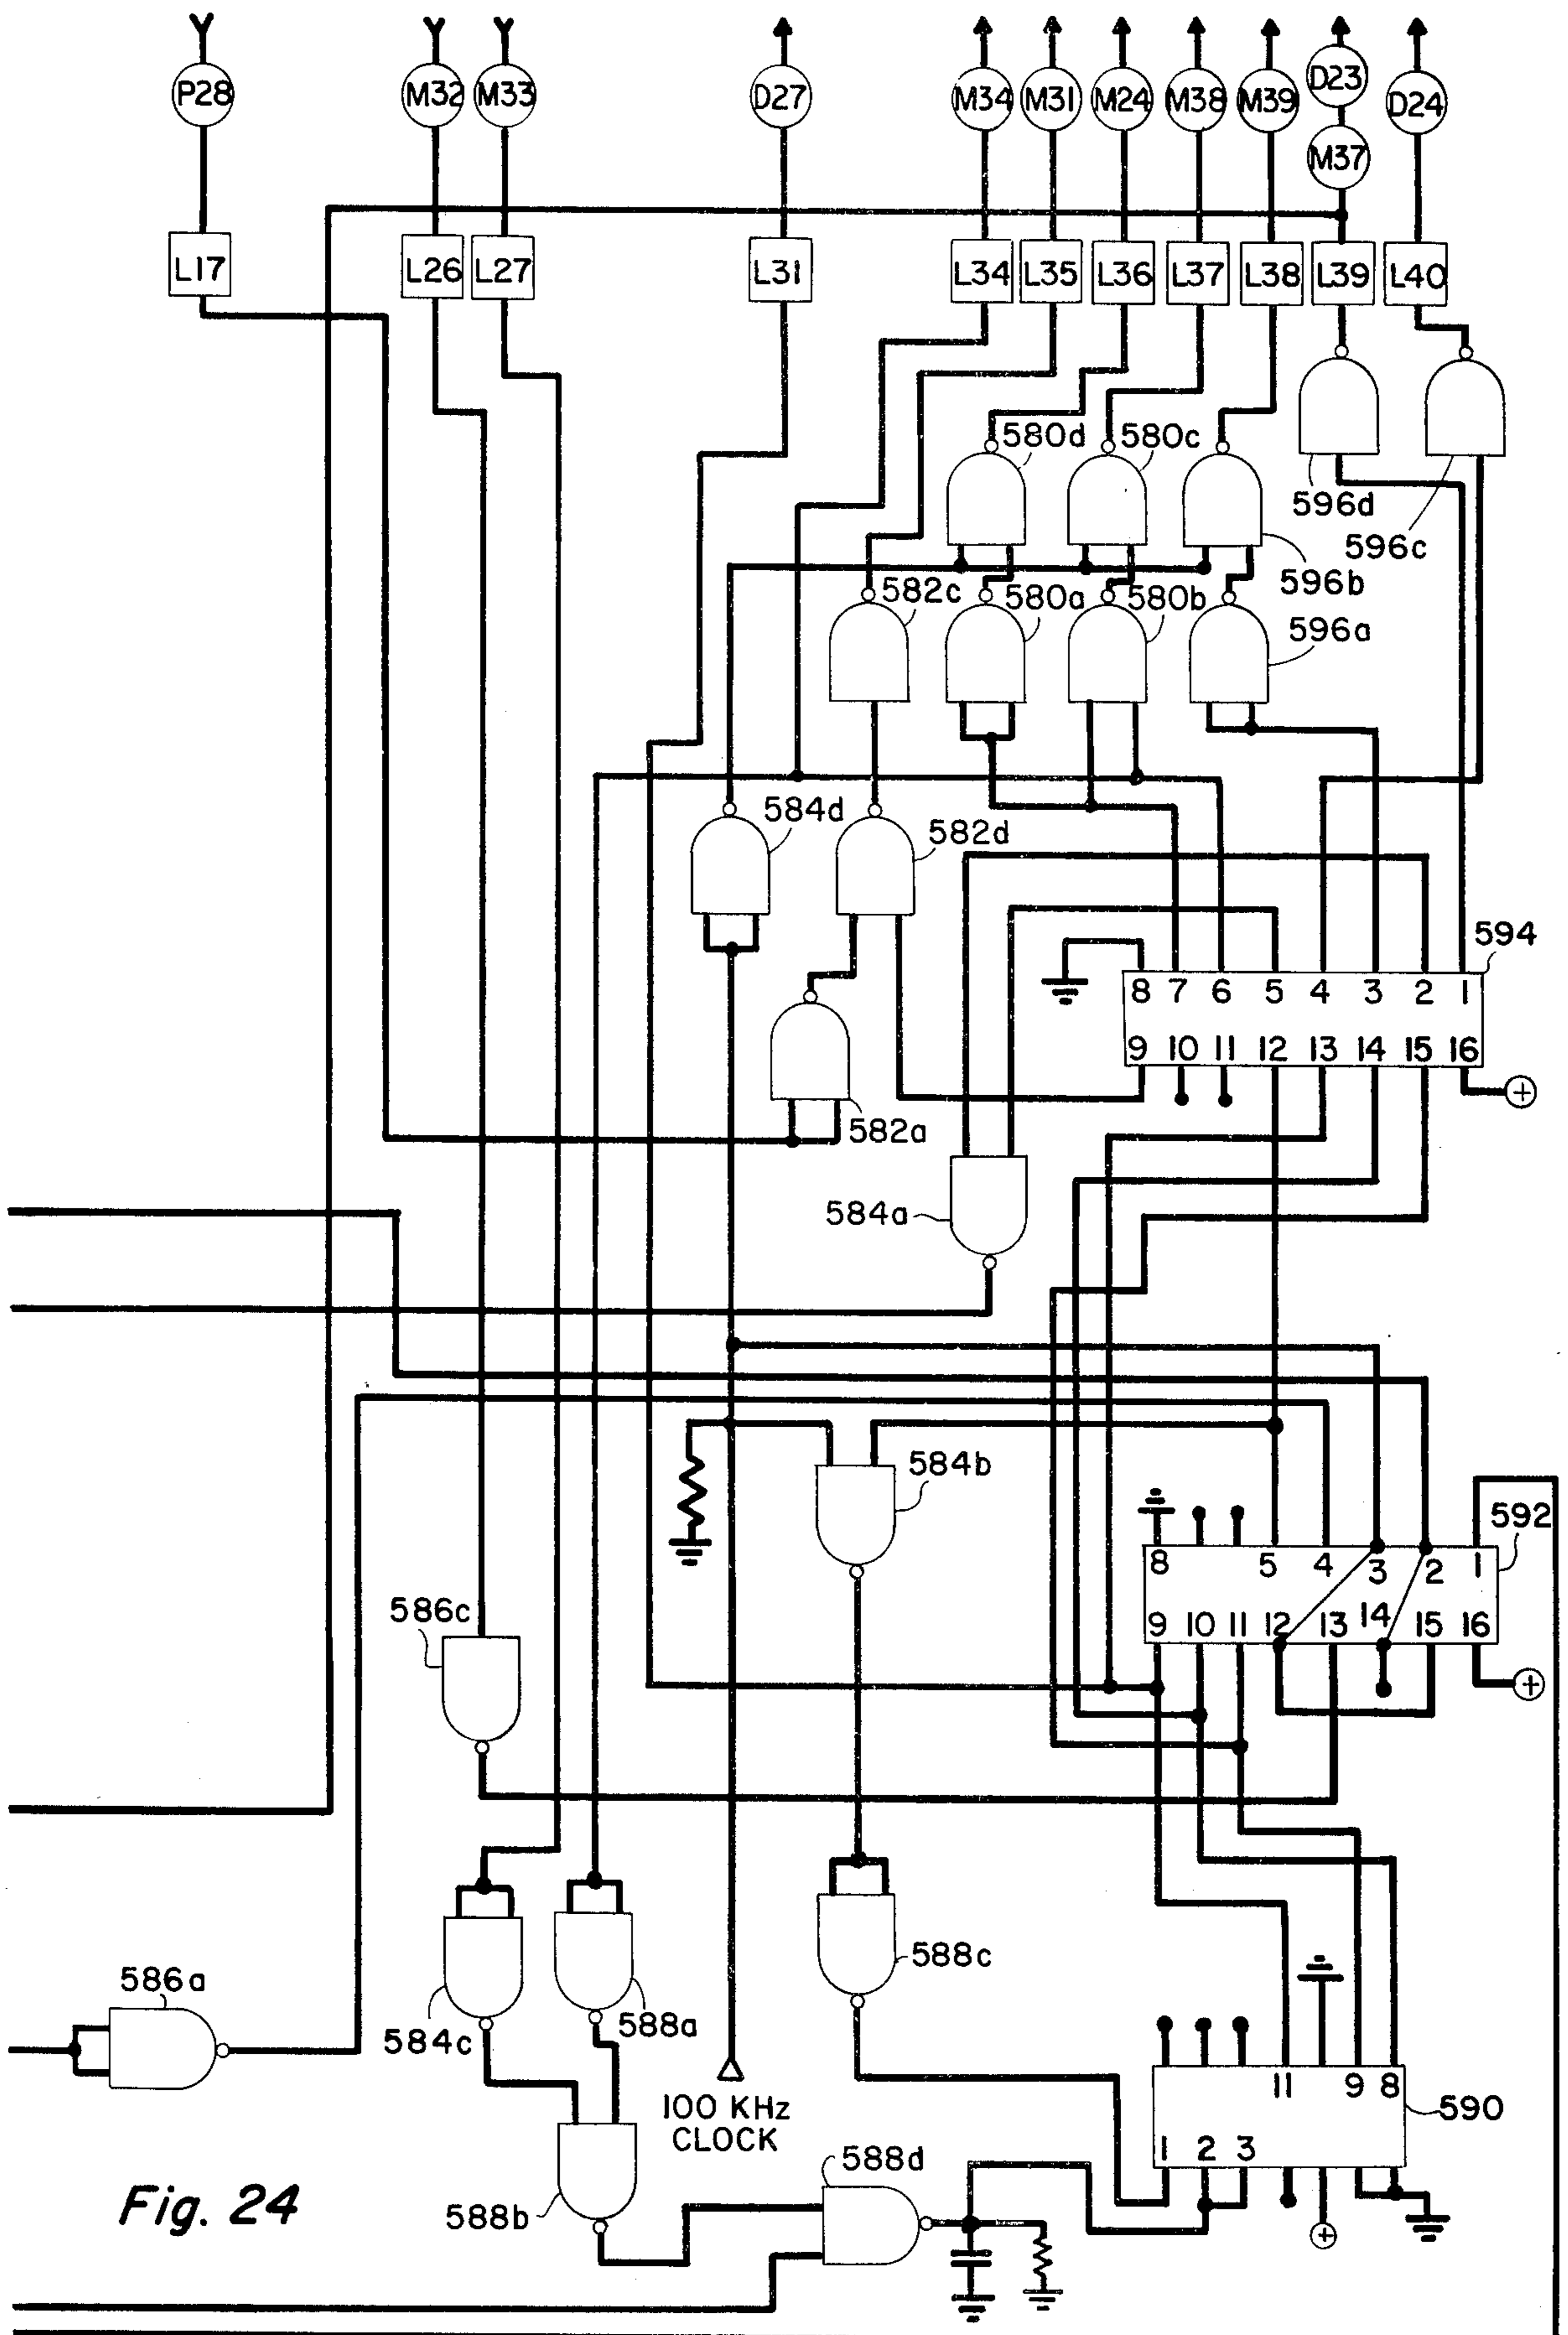 P28 M32 M33 D27 M34 M31 M24 M38 M39 D23 D24
M37
L17 L26 L27 L31 L34 L35 L36 L37 L38 L39 L40
580d 580c
596d
596c
596b
582c 580a 580b
596a
584d
582d
594
8 7 6 5 4 3 2 1
9 10 11 12 13 14 15 16
+
582a
584a
584b
592
8 5 4 3 2 1
586c
9 10 11 12 13 14 15 16
+
588c
586a
584c 588a
100 KHz
CLOCK
11 9 8
590
1 2 3
588d
Fig. 24
588b
+